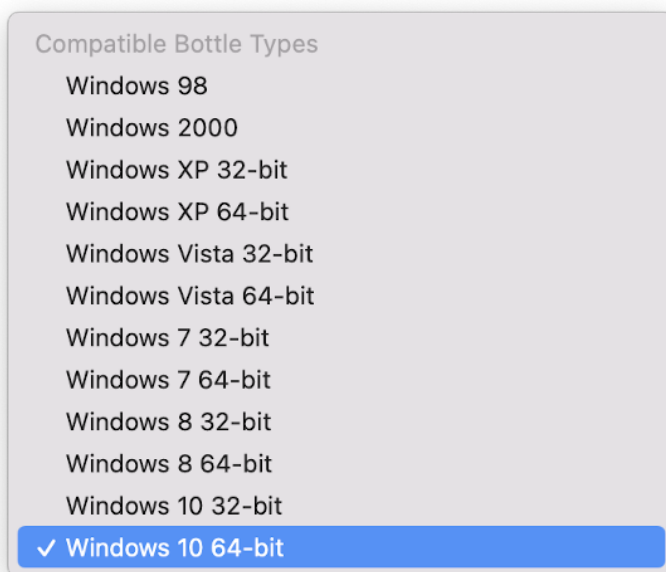 Compatible Bottle Types
Windows 98
Windows 2000
Windows XP 32-bit
Windows XP 64-bit
Windows Vista 32-bit
Windows Vista 64-bit
Windows 7 32-bit
Windows 7 64-bit
Windows 8 32-bit
Windows 8 64-bit
Windows 10 32-bit
✓ Windows 10 64-bit